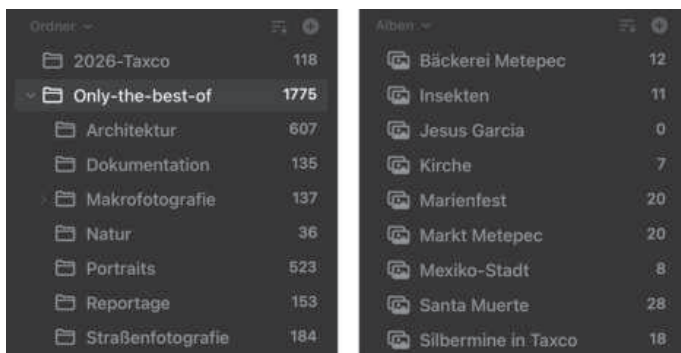 Ordner
2026-Taxco 118
Only-the-best-of 1775
Architektur 607
Dokumentation 135
Makrofotografie 137
Natur 36
Portraits 523
Reportage 153
Straßenfotografie 184
Alben
Bäckerei Metepec 12
Insekten 11
Jesus Garcia 0
Kirche 7
Marienfest 20
Markt Metepec 20
Mexiko-Stadt 8
Santa Muerte 28
Silbermine in Taxco 18